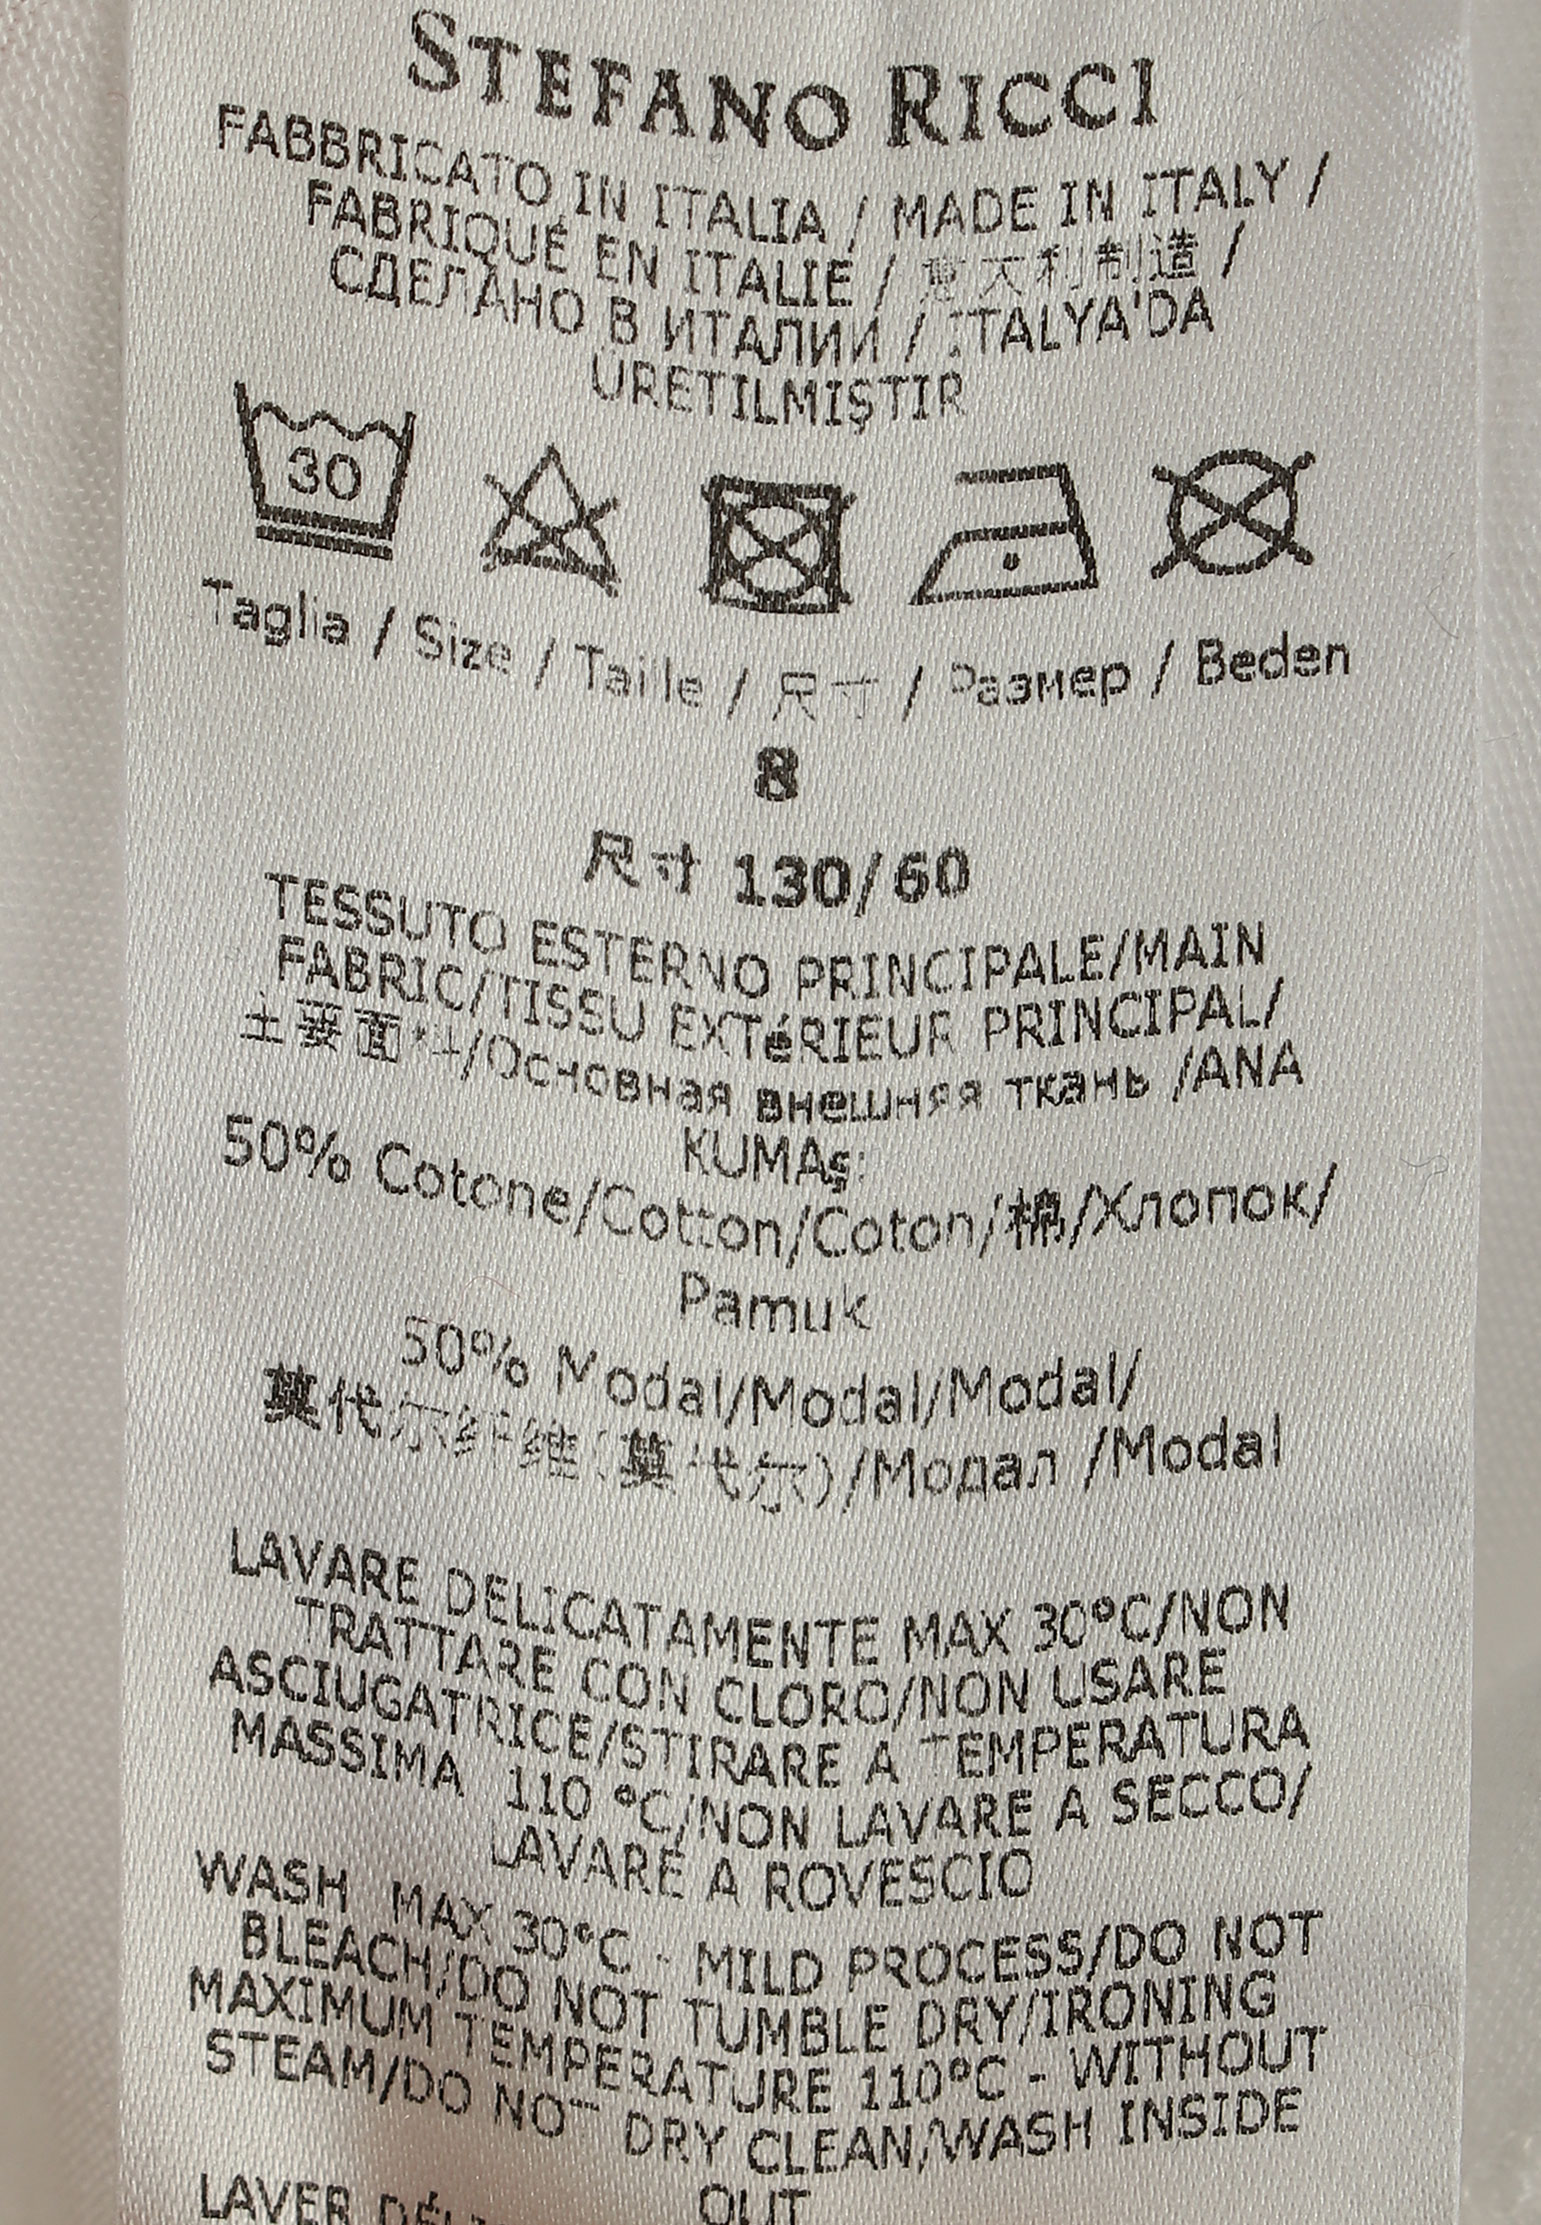 STEFANO RICCI
FABBRICATO IN ITALIA / MADE IN ITALY /
FABRIQUÉ EN ITALIE / 意大利制造 /
СДЕЛАНО В ИТАЛИИ / ITALYA'DA
ÜRETILMIŞTIR
30
Taglia / Size / Taille / 尺寸 / Размер / Beden
8
尺寸 130/60
TESSUTO ESTERNO PRINCIPALE/MAIN
FABRIC/TISSU EXTéRIEUR PRINCIPAL/
主要面料/Основная внешняя ткань /ANA
KUMAş:
50% Cotone/Cotton/Coton/棉/Хлопок/
Pamuk
50% Modal/Modal/Modal/
莫代尔纤维(莫代尔)/Модал /Modal
LAVARE DELICATAMENTE MAX 30°C/NON
TRATTARE CON CLORO/NON USARE
ASCIUGATRICE/STIRARE A TEMPERATURA
MASSIMA 110 °C/NON LAVARE A SECCO/
LAVARE A ROVESCIO
WASH MAX 30°C - MILD PROCESS/DO NOT
BLEACH/DO NOT TUMBLE DRY/IRONING
MAXIMUM TEMPERATURE 110°C - WITHOUT
STEAM/DO NOT DRY CLEAN/WASH INSIDE
OUT
LAVER